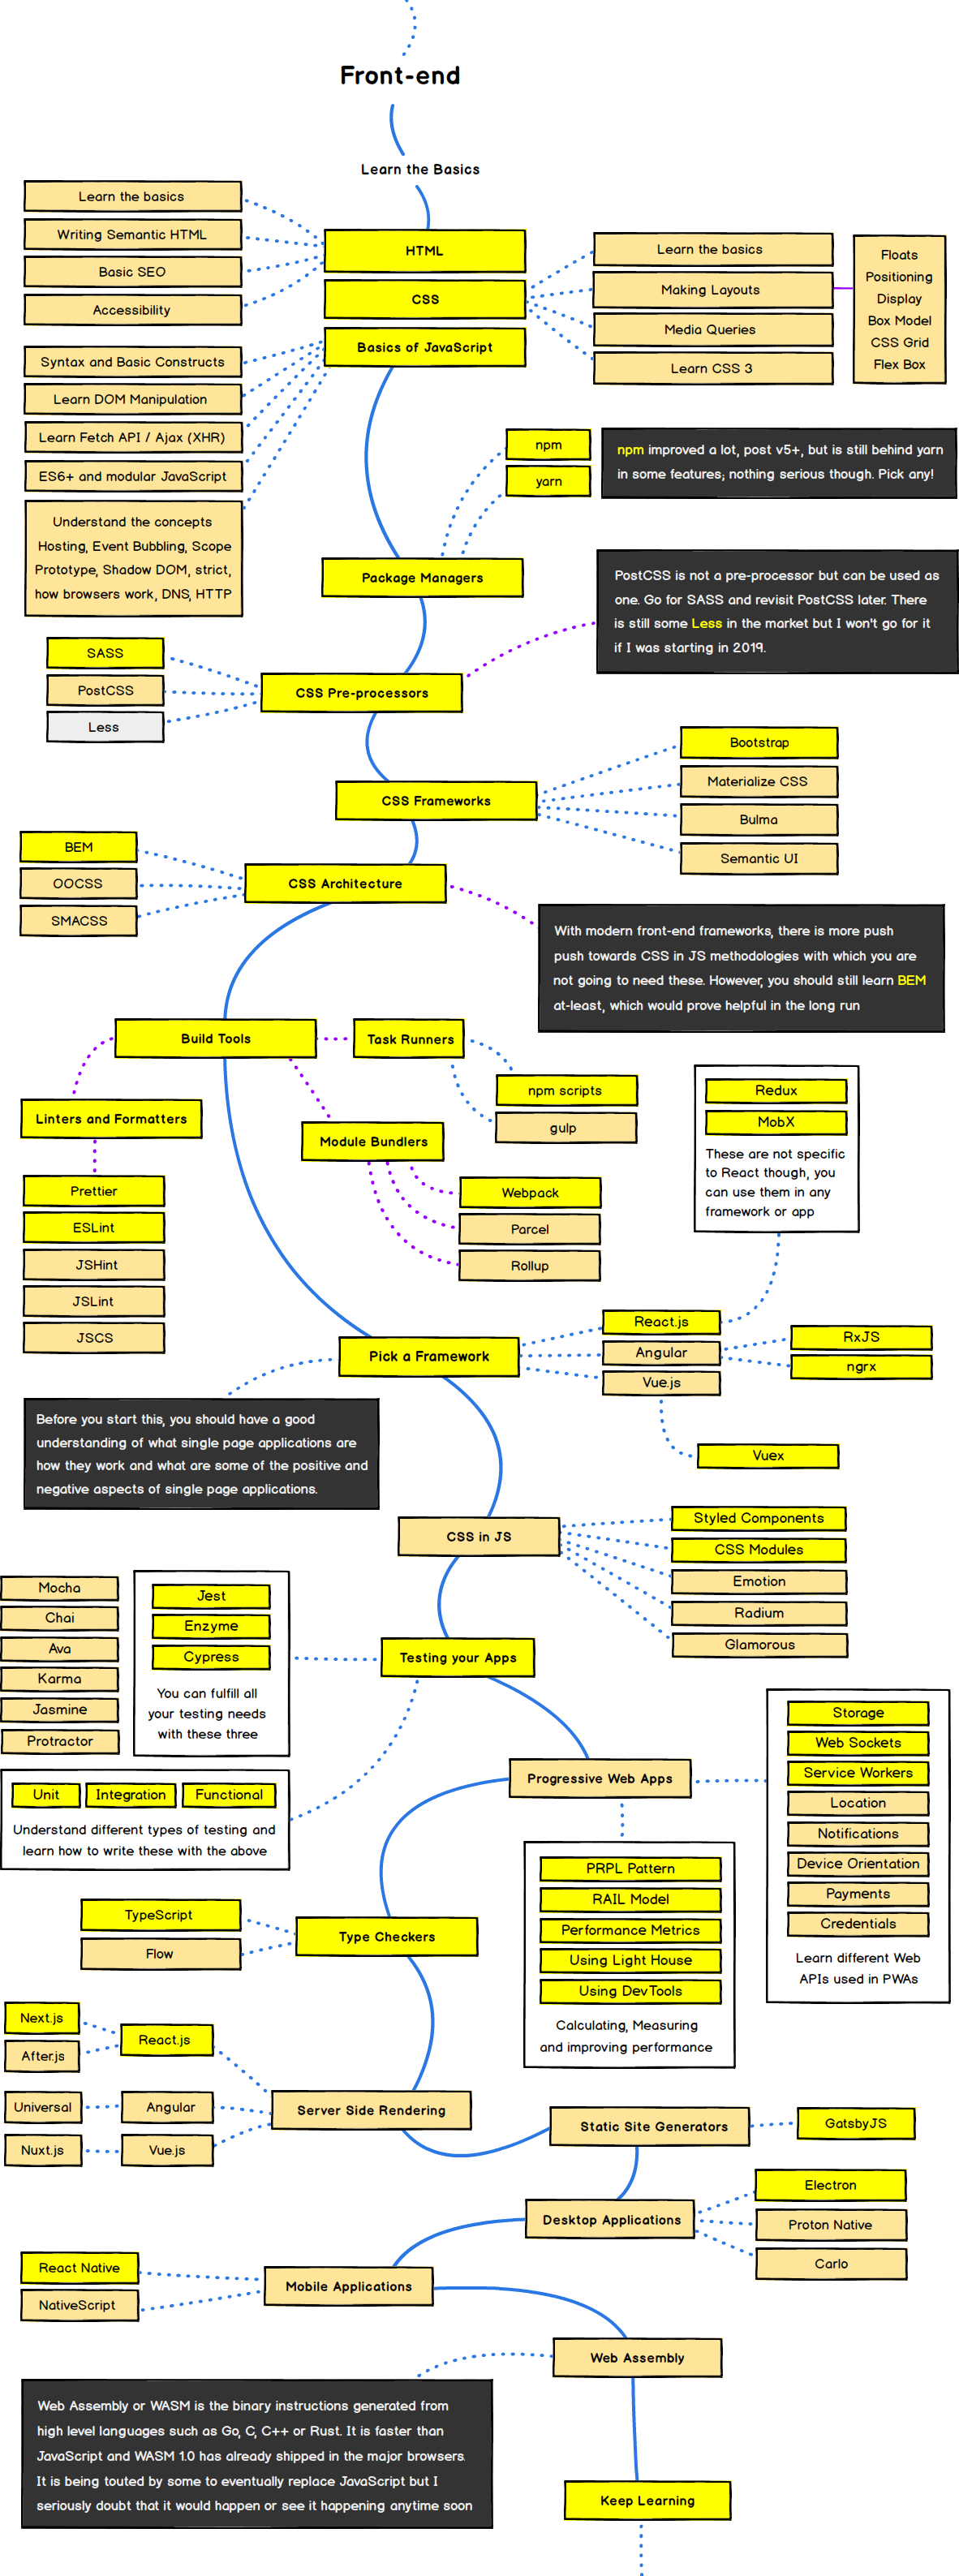 Front-end
Learn the Basics
Learn the basics
Writing Semantic HTML
Basic SEO
Accessibility
HTML
CSS
Basics of JavaScript
Learn the basics
Making Layouts
Media Queries
Learn CSS 3
Floats
Positioning
Display
Box Model
CSS Grid
Flex Box
Syntax and Basic Constructs
Learn DOM Manipulation
Learn Fetch API / Ajax (XHR)
ES6+ and modular JavaScript
Understand the concepts
Hosting, Event Bubbling, Scope
Prototype, Shadow DOM, strict,
how browsers work, DNS, HTTP
npm
yarn
npm improved a lot, post v5+, but is still behind yarn
in some features; nothing serious though. Pick any!
Package Managers
PostCSS is not a pre-processor but can be used as
one. Go for SASS and revisit PostCSS later. There
is still some Less in the market but I won't go for it
if I was starting in 2019.
SASS
PostCSS
Less
CSS Pre-processors
CSS Frameworks
Bootstrap
Materialize CSS
Bulma
Semantic UI
BEM
OOCSS
SMACSS
CSS Architecture
With modern front-end frameworks, there is more push
push towards CSS in JS methodologies with which you are
not going to need these. However, you should still learn BEM
at-least, which would prove helpful in the long run
Build Tools
Task Runners
npm scripts
gulp
Linters and Formatters
Module Bundlers
Prettier
ESLint
JSHint
JSLint
JSCS
Webpack
Parcel
Rollup
Redux
MobX
These are not specific
to React though, you
can use them in any
framework or app
Pick a Framework
React.js
Angular
Vue.js
RxJS
ngrx
Vuex
Before you start this, you should have a good
understanding of what single page applications are
how they work and what are some of the positive and
negative aspects of single page applications.
CSS in JS
Styled Components
CSS Modules
Emotion
Radium
Glamorous
Mocha
Chai
Ava
Karma
Jasmine
Protractor
Jest
Enzyme
Cypress
You can fulfill all
your testing needs
with these three
Testing your Apps
Unit
Integration
Functional
Understand different types of testing and
learn how to write these with the above
Progressive Web Apps
Storage
Web Sockets
Service Workers
Location
Notifications
Device Orientation
Payments
Credentials
Learn different Web
APIs used in PWAs
PRPL Pattern
RAIL Model
Performance Metrics
Using Light House
Using DevTools
Calculating, Measuring
and improving performance
TypeScript
Flow
Type Checkers
Next.js
After.js
React.js
Universal
Angular
Nuxt.js
Vue.js
Server Side Rendering
Static Site Generators
GatsbyJS
Desktop Applications
Electron
Proton Native
Carlo
React Native
NativeScript
Mobile Applications
Web Assembly
Web Assembly or WASM is the binary instructions generated from
high level languages such as Go, C, C++ or Rust. It is faster than
JavaScript and WASM 1.0 has already shipped in the major browsers.
It is being touted by some to eventually replace JavaScript but I
seriously doubt that it would happen or see it happening anytime soon
Keep Learning